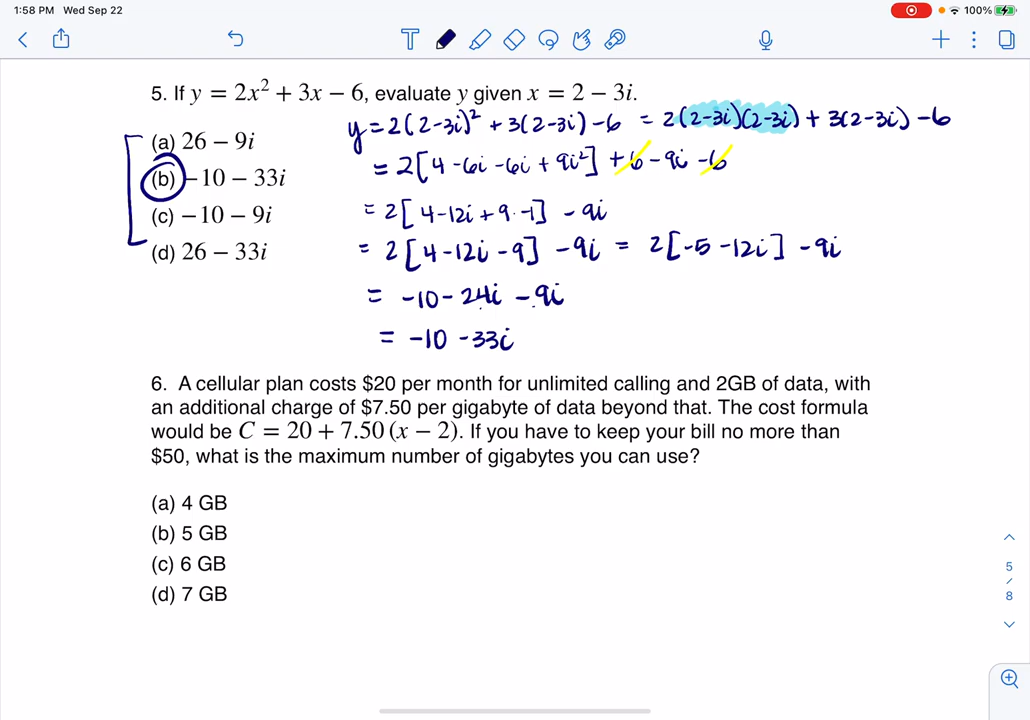 1:58 PM Wed Sep 22
100%
T
5. If y = 2x² + 3x − 6, evaluate y given x = 2 − 3i.
y = 2(2-3i)² + 3(2-3i) - 6 = 2(2-3i)(2-3i) + 3(2-3i) - 6
(a) 26 − 9i
= 2[4 - 6i - 6i + 9i²] + 6 - 9i - 6
(b) −10 − 33i
(c) −10 − 9i
= 2[4 - 12i + 9·-1] - 9i
(d) 26 − 33i
= 2[4 - 12i - 9] - 9i = 2[-5 - 12i] - 9i
= -10 - 24i - 9i
= -10 - 33i
6. A cellular plan costs $20 per month for unlimited calling and 2GB of data, with
an additional charge of $7.50 per gigabyte of data beyond that. The cost formula
would be C = 20 + 7.50 (x − 2). If you have to keep your bill no more than
$50, what is the maximum number of gigabytes you can use?
(a) 4 GB
(b) 5 GB
(c) 6 GB
(d) 7 GB
5
/
8